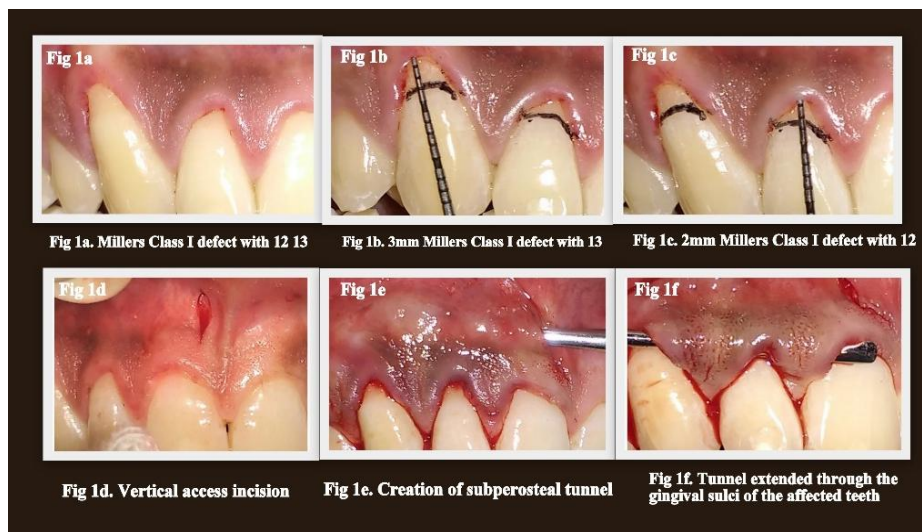 Fig 1a
Fig 1b
Fig 1c
Fig 1a. Millers Class I defect with 12 13
Fig 1b. 3mm Millers Class I defect with 13
Fig 1c. 2mm Millers Class I defect with 12
Fig 1d
Fig 1e
Fig 1f
Fig 1d. Vertical access incision
Fig 1e. Creation of subperosteal tunnel
Fig 1f. Tunnel extended through the
gingival sulci of the affected teeth